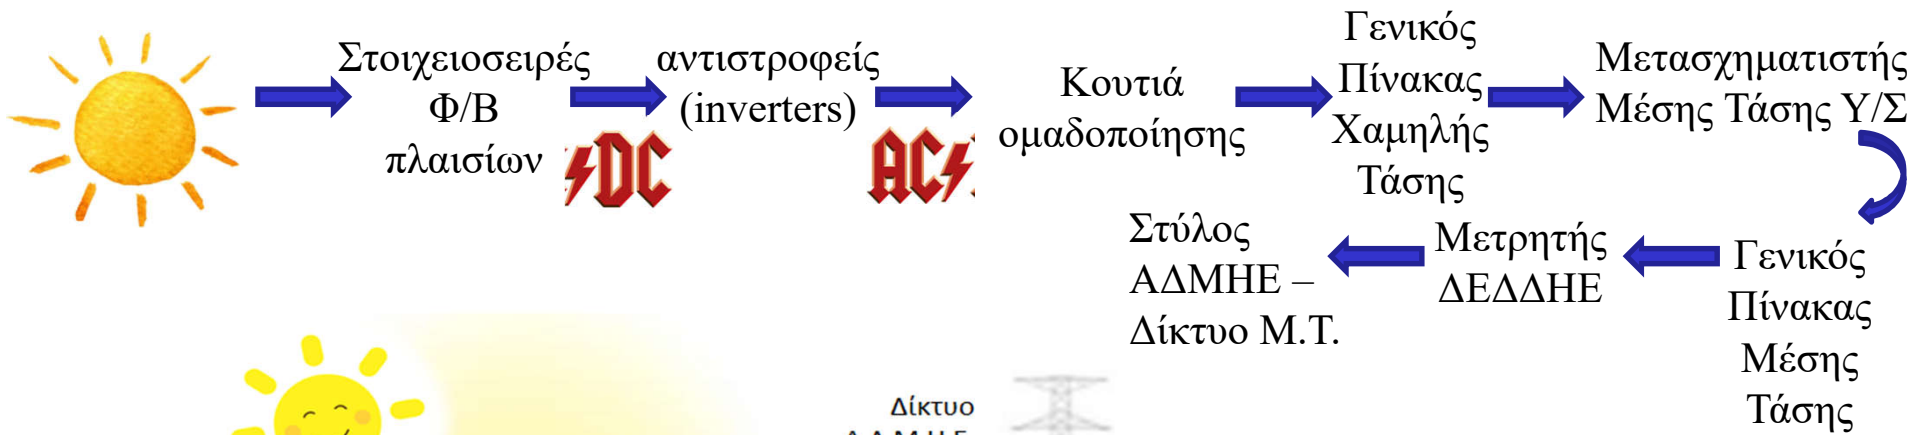 Στοιχειοσειρές
Φ/Β
πλαισίων
DC
αντιστροφείς
(inverters)
AC
Κουτιά
ομαδοποίησης
Γενικός
Πίνακας
Χαμηλής
Τάσης
Μετασχηματιστής
Μέσης Τάσης Υ/Σ
Γενικός
Πίνακας
Μέσης
Τάσης
Μετρητής
ΔΕΔΔΗΕ
Στύλος
ΑΔΜΗΕ –
Δίκτυο Μ.Τ.
Δίκτυο